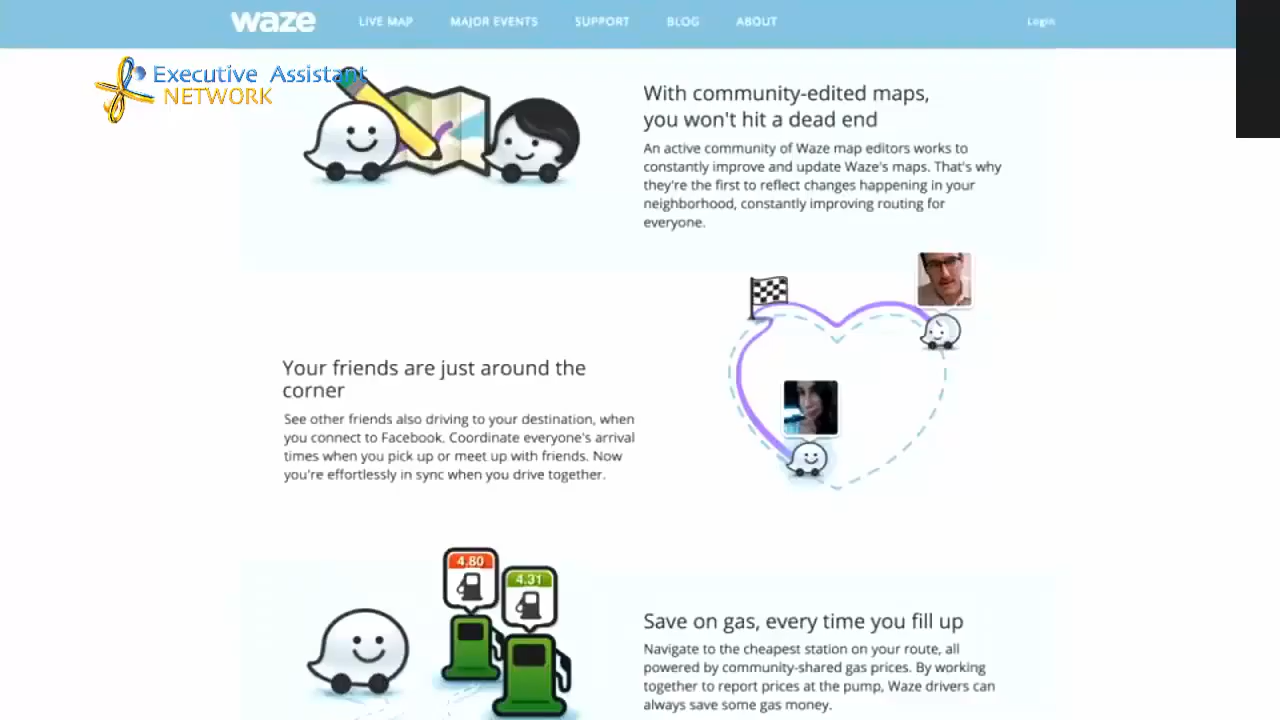 waze LIVE MAP MAJOR EVENTS SUPPORT BLOG ABOUT Login
Executive Assistant
NETWORK
With community-edited maps,
you won't hit a dead end
An active community of Waze map editors works to
constantly improve and update Waze's maps. That's why
they're the first to reflect changes happening in your
neighborhood, constantly improving routing for
everyone.
Your friends are just around the
corner
See other friends also driving to your destination, when
you connect to Facebook. Coordinate everyone's arrival
times when you pick up or meet up with friends. Now
you're effortlessly in sync when you drive together.
4.80
4.31
Save on gas, every time you fill up
Navigate to the cheapest station on your route, all
powered by community-shared gas prices. By working
together to report prices at the pump, Waze drivers can
always save some gas money.